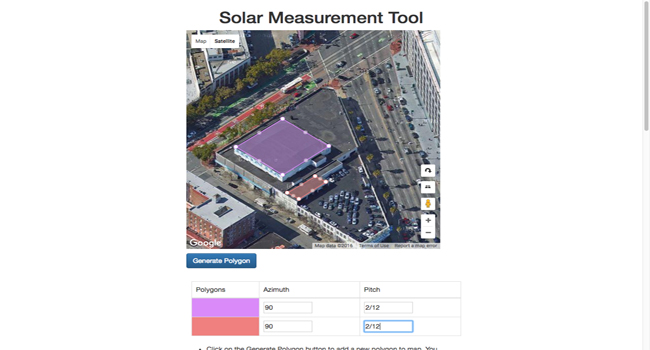 Solar Measurement Tool
Map Satellite
Google
Map data ©2016 Terms of Use Report a map error
Generate Polygon
Polygons Azimuth Pitch
90 2/12
90 2/12
Click on the Generate Polygon button to add a new polygon to map. You